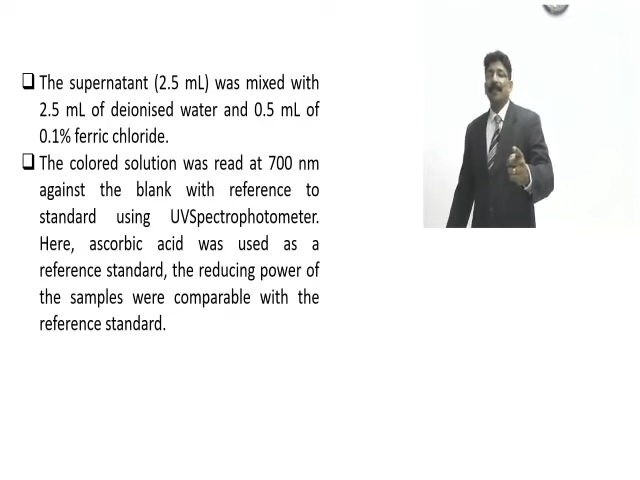 The supernatant (2.5 mL) was mixed with
2.5 mL of deionised water and 0.5 mL of
0.1% ferric chloride.
The colored solution was read at 700 nm
against the blank with reference to
standard using UVSpectrophotometer.
Here, ascorbic acid was used as a
reference standard, the reducing power of
the samples were comparable with the
reference standard.